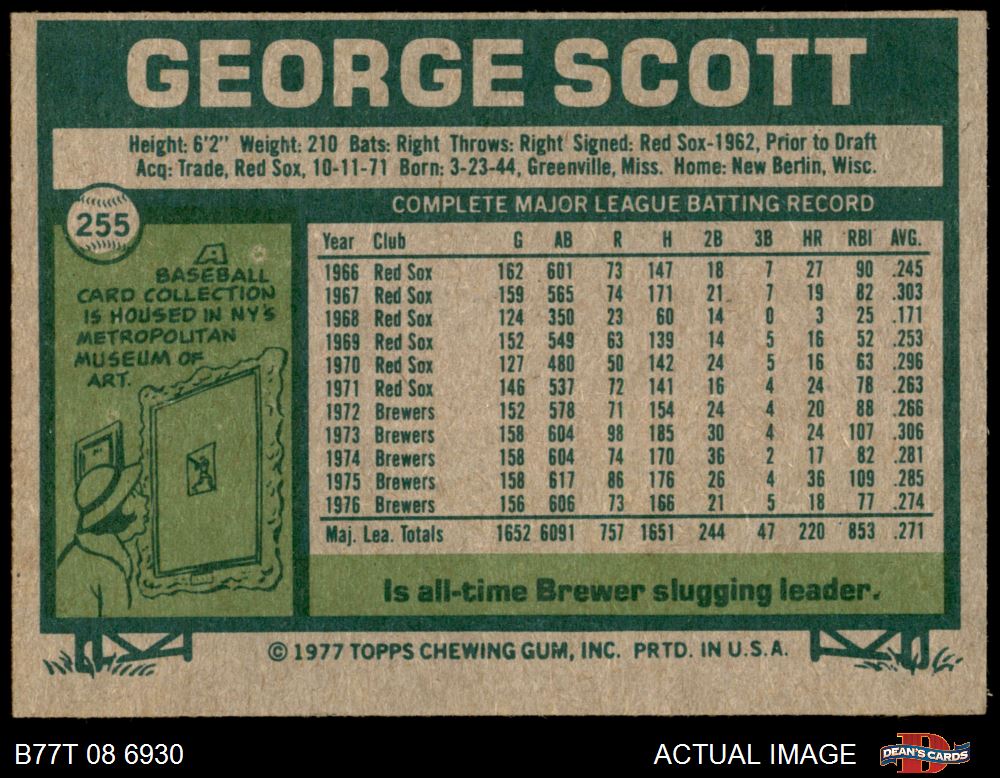 GEORGE SCOTT
Height: 6'2" Weight: 210 Bats: Right Throws: Right Signed: Red Sox-1962, Prior to Draft
Acq: Trade, Red Sox, 10-11-71 Born: 3-23-44, Greenville, Miss. Home: New Berlin, Wisc.
255
A
BASEBALL
CARD COLLECTION
IS HOUSED IN NY'S
METROPOLITAN
MUSEUM OF
ART.
COMPLETE MAJOR LEAGUE BATTING RECORD
Year Club G AB R H 2B 3B HR RBI AVG.
1966 Red Sox 162 601 73 147 18 7 27 90 .245
1967 Red Sox 159 565 74 171 21 7 19 82 .303
1968 Red Sox 124 350 23 60 14 0 3 25 .171
1969 Red Sox 152 549 63 139 14 5 16 52 .253
1970 Red Sox 127 480 50 142 24 5 16 63 .296
1971 Red Sox 146 537 72 141 16 4 24 78 .263
1972 Brewers 152 578 71 154 24 4 20 88 .266
1973 Brewers 158 604 98 185 30 4 24 107 .306
1974 Brewers 158 604 74 170 36 2 17 82 .281
1975 Brewers 158 617 86 176 26 4 36 109 .285
1976 Brewers 156 606 73 166 21 5 18 77 .274
Maj. Lea. Totals 1652 6091 757 1651 244 47 220 853 .271
Is all-time Brewer slugging leader.
© 1977 TOPPS CHEWING GUM, INC. PRTD. IN U.S.A.
B77T 08 6930
ACTUAL IMAGE
DEAN'S CARDS